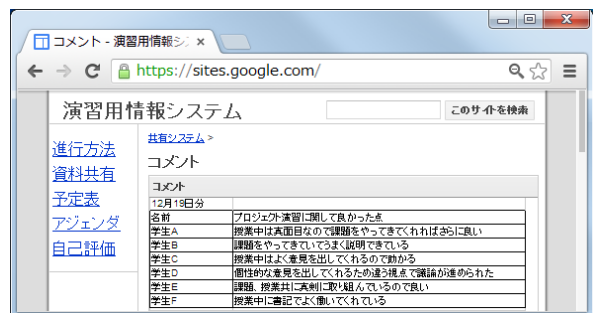 コメント - 演習用情報シ
https://sites.google.com/
演習用情報システム
このサイトを検索
進行方法
資料共有
予定表
アジェンダ
自己評価
共有システム >
コメント
コメント
12月19日分
名前 プロジェクト演習に関して良かった点
学生A 授業中は真面目なので課題をやってきてくれればさらに良い
学生B 課題をやってきていてうまく説明できている
学生C 授業中はよく意見を出してくれるので助かる
学生D 個性的な意見を出してくれるため違う視点で議論が進められた
学生E 課題、授業共に真剣に取り組んでいるので良い
学生F 授業中に書記でよく働いてくれている